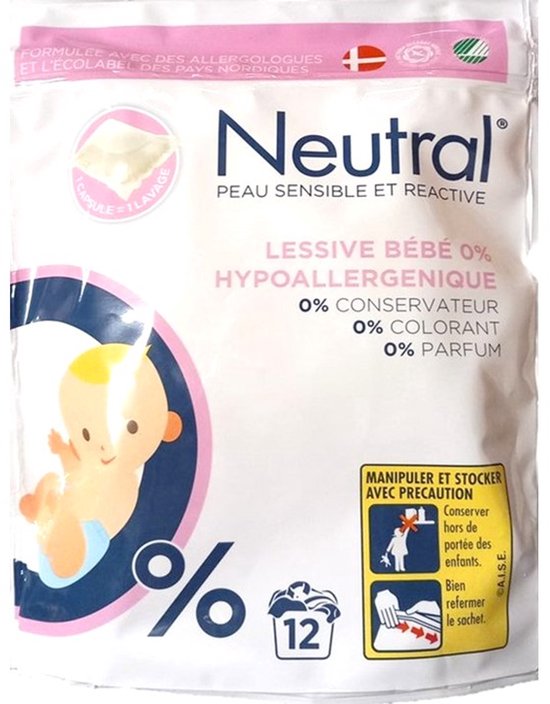 FORMULÉE AVEC DES ALLERGOLOGUES
ET L'ÉCOLABEL DES PAYS NORDIQUES
1 CAPSULE = 1 LAVAGE
Neutral®
PEAU SENSIBLE ET REACTIVE
LESSIVE BÉBÉ 0%
HYPOALLERGENIQUE
0% CONSERVATEUR
0% COLORANT
0% PARFUM
MANIPULER ET STOCKER
AVEC PRECAUTION
Conserver
hors de
portée des
enfants.
Bien
refermer
le sachet.
©A.I.S.E.
0%
12